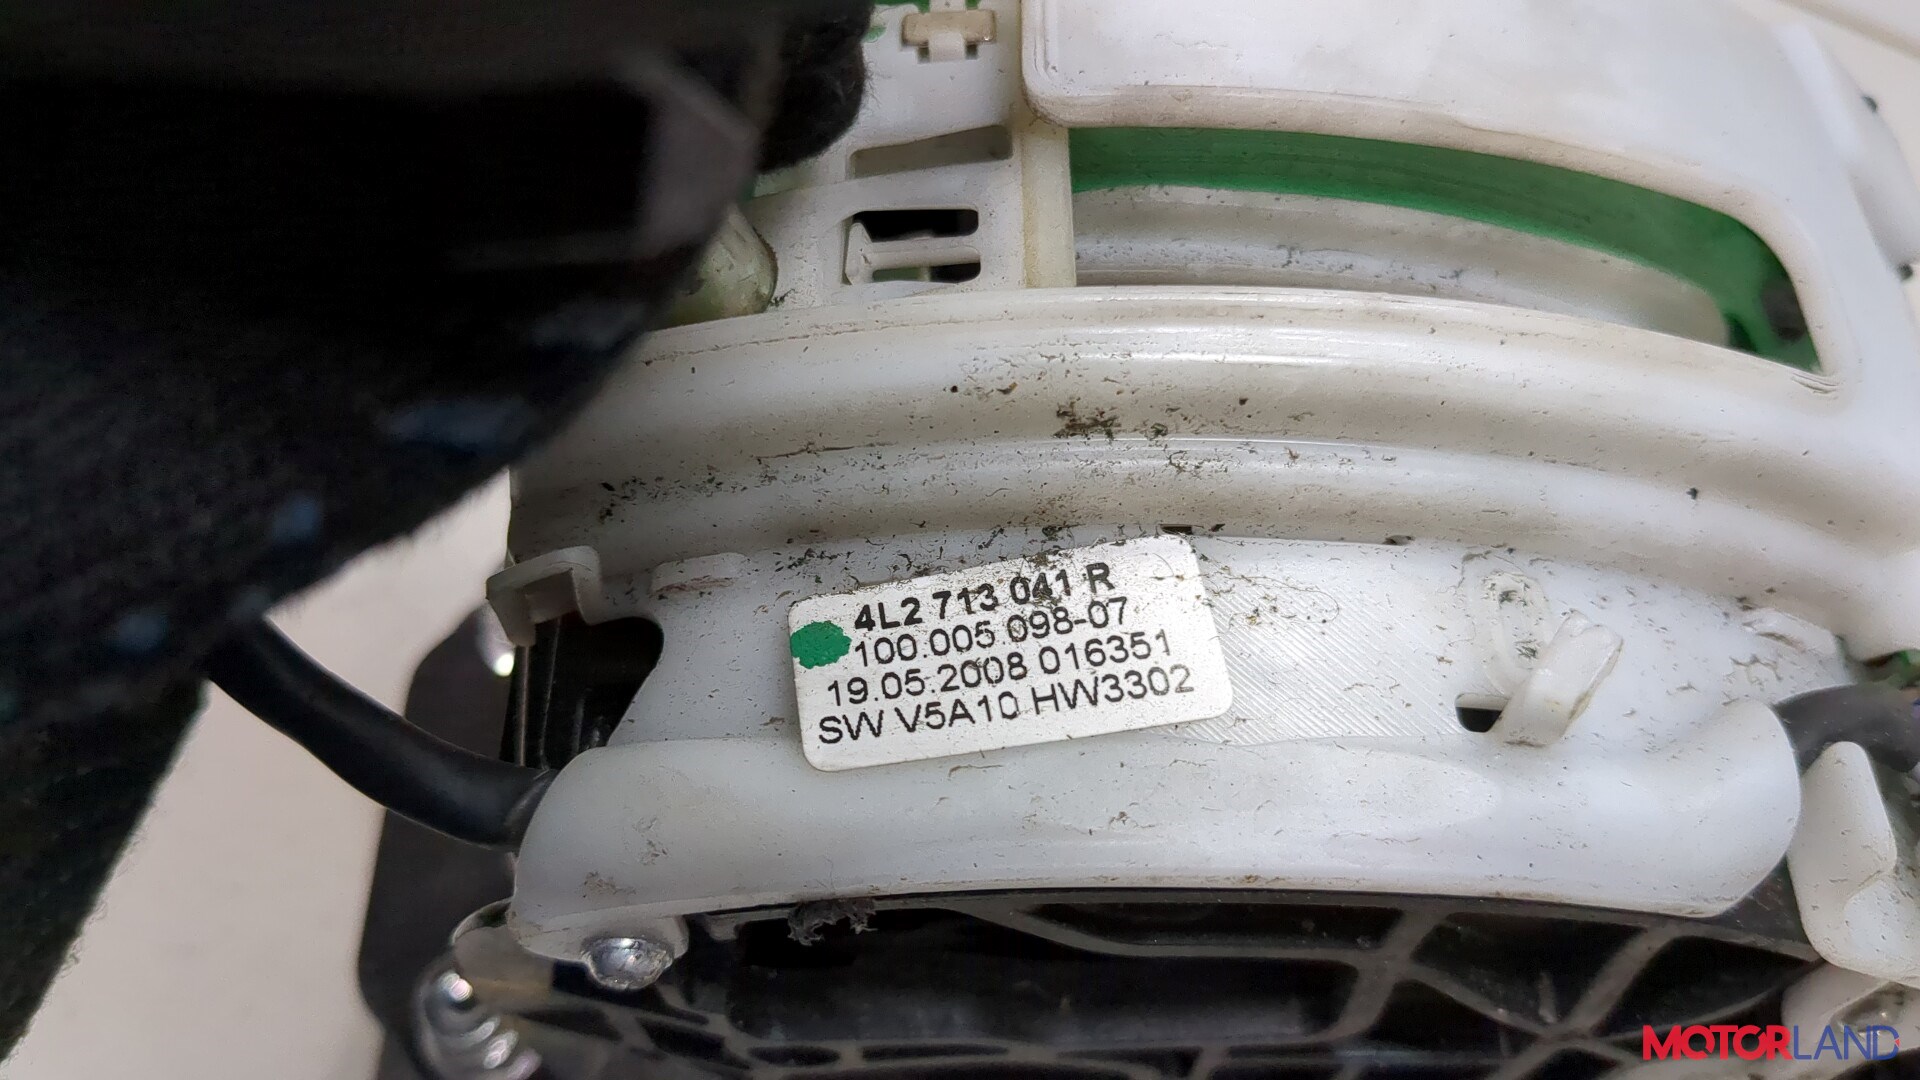 4L2 713 041 R
100.005.098-07
19.05.2008 016351
SW V5A10 HW3302
MOTORLAND